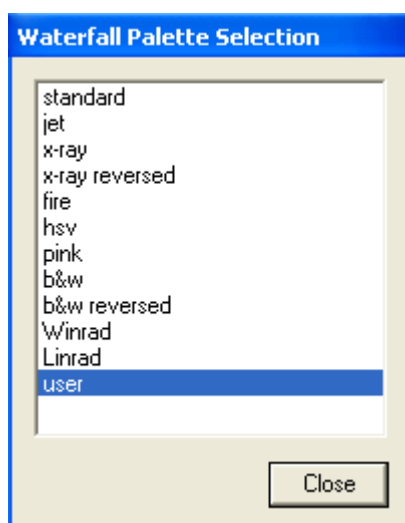 Waterfall Palette Selection
standard
jet
x-ray
x-ray reversed
fire
hsv
pink
b&w
b&w reversed
Winrad
Linrad
user
Close